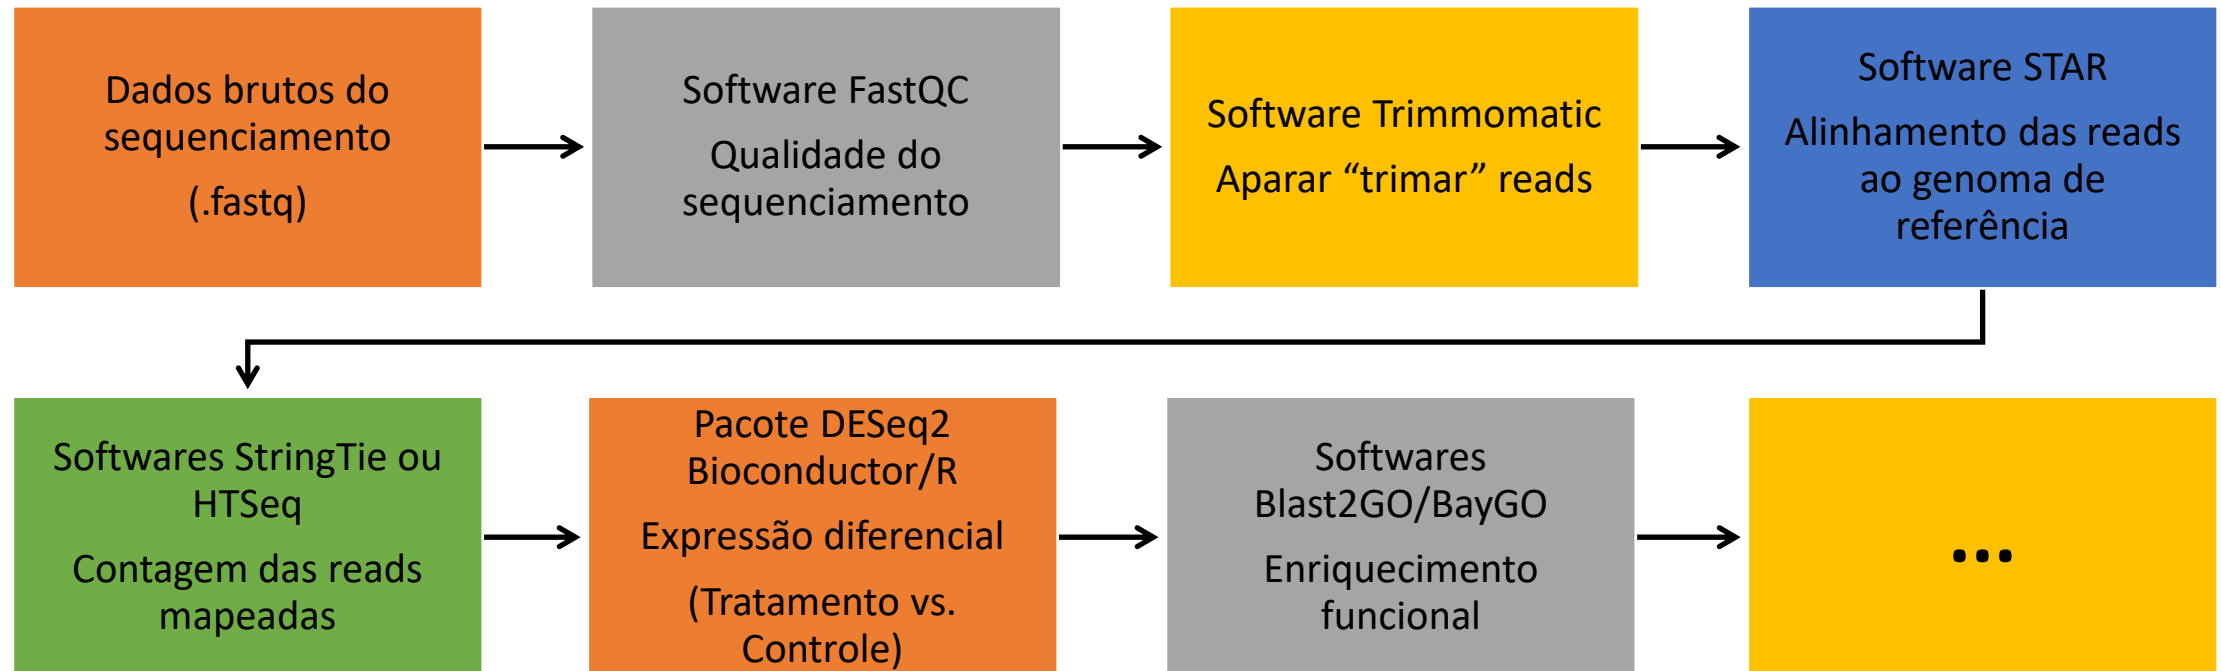 Dados brutos do
sequenciamento
(.fastq)
Software FastQC
Qualidade do
sequenciamento
Software Trimmomatic
Aparar “trimar” reads
Software STAR
Alinhamento das reads
ao genoma de
referência
Softwares StringTie ou
HTSeq
Contagem das reads
mapeadas
Pacote DESeq2
Bioconductor/R
Expressão diferencial
(Tratamento vs.
Controle)
Softwares
Blast2GO/BayGO
Enriquecimento
funcional
...